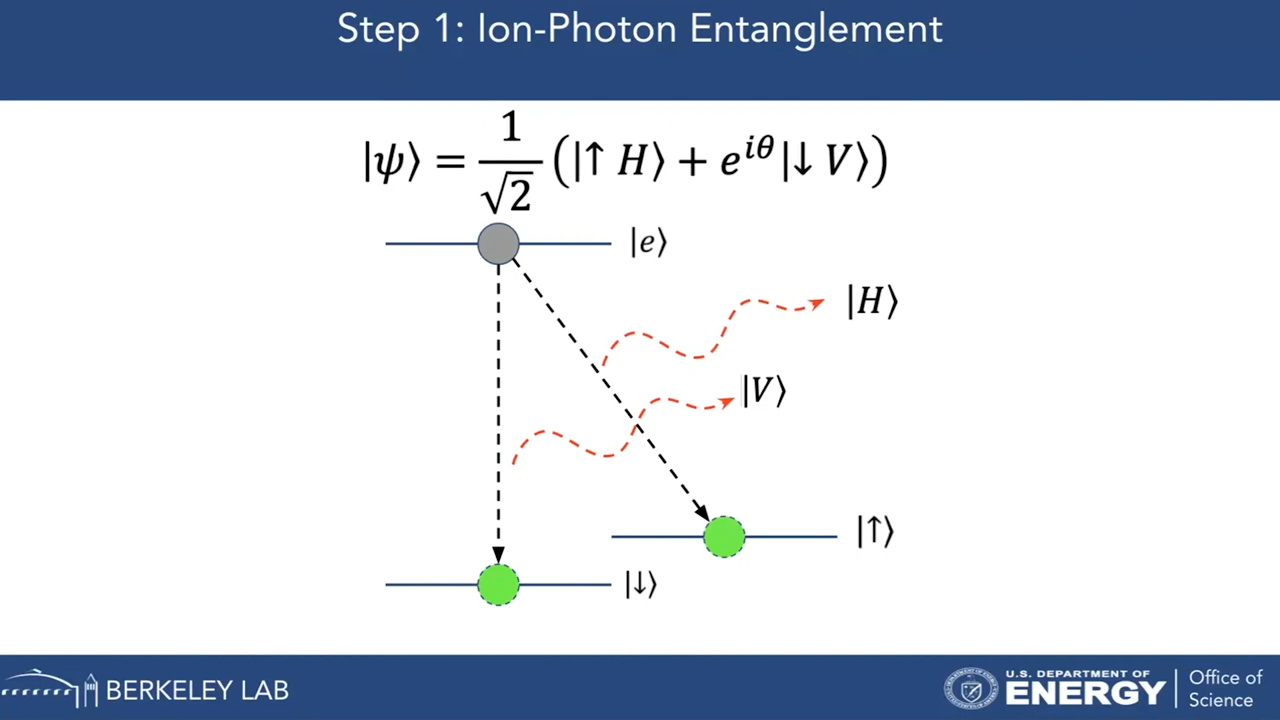 Step 1: Ion-Photon Entanglement
|ψ⟩ = 1/√2 (|↑ H⟩ + e^{iθ}|↓ V⟩)
|e⟩
|H⟩
|V⟩
|↑⟩
|↓⟩
BERKELEY LAB
U.S. DEPARTMENT OF
ENERGY
Office of
Science